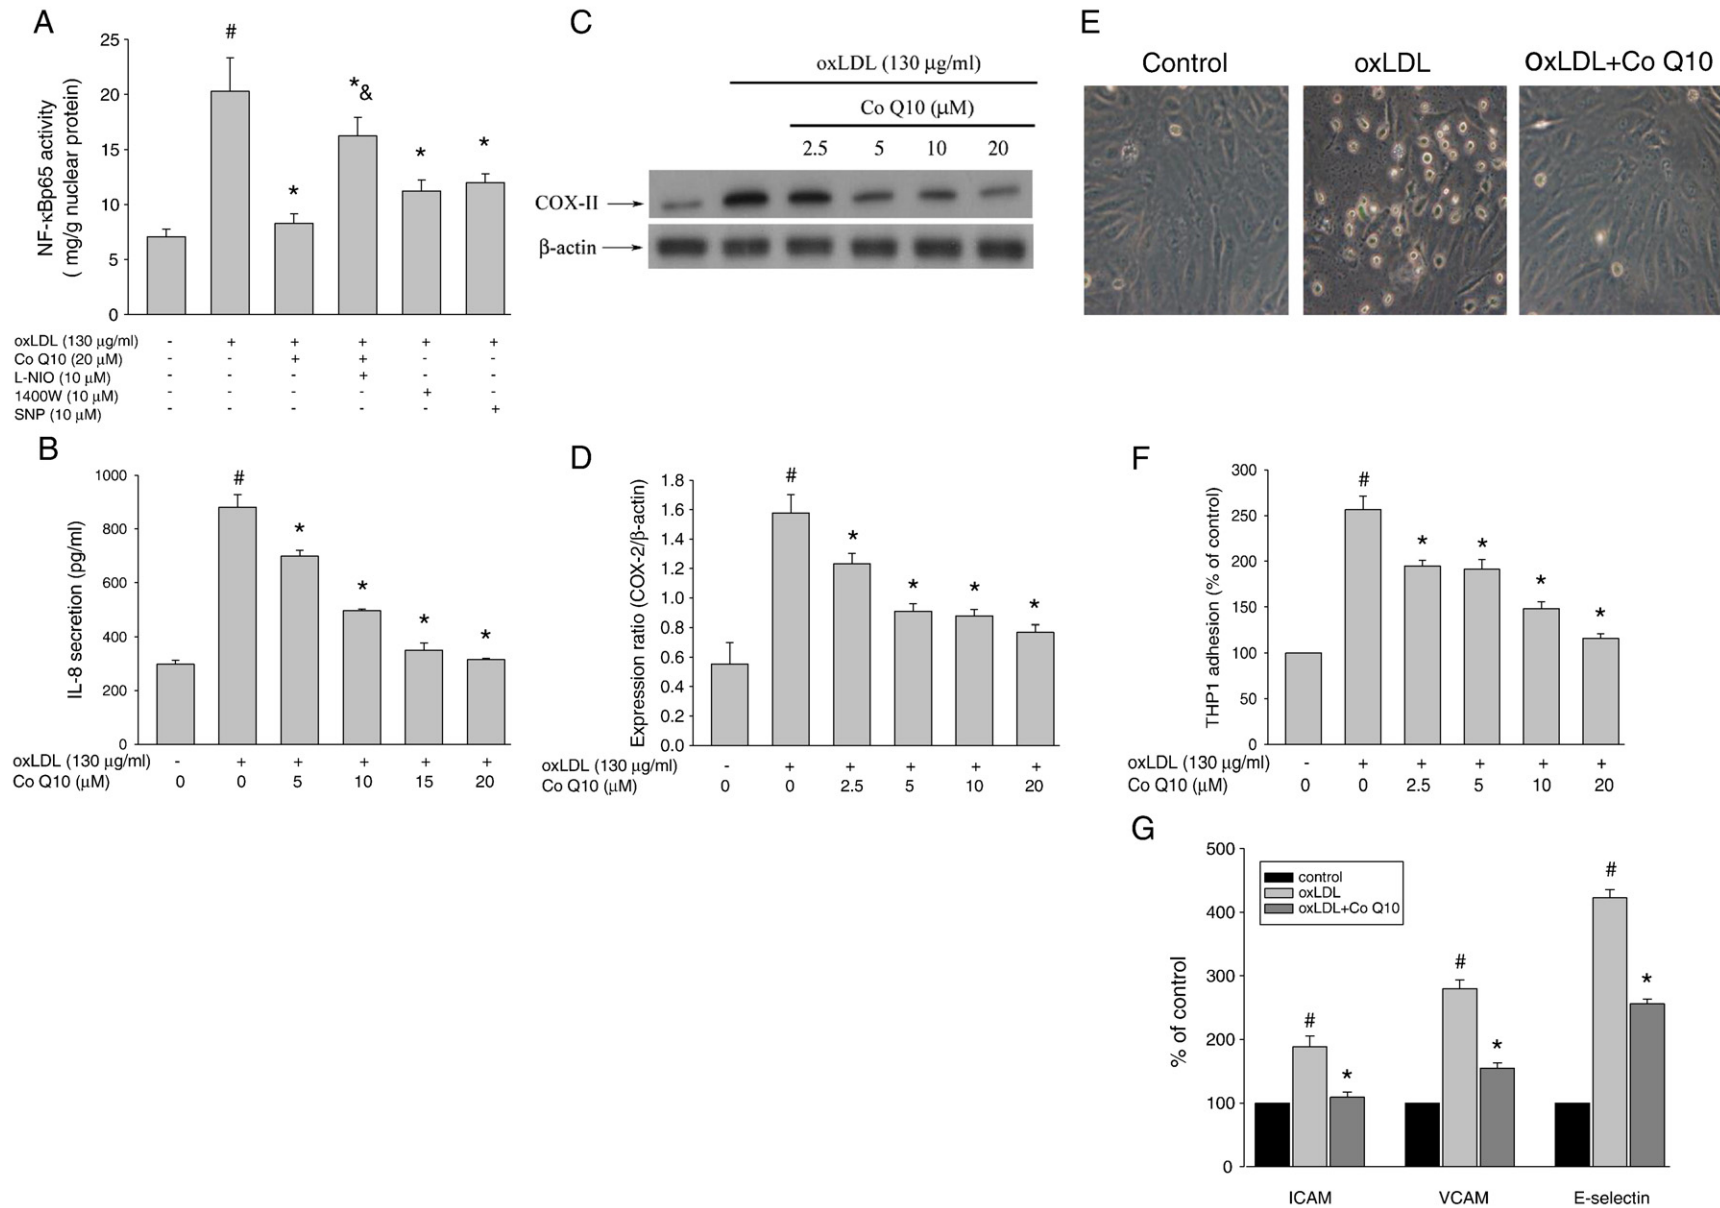 A
25
20
15
10
5
0
NF-κBp65 activity
( mg/g nuclear protein)
#
*
*&
*
*
oxLDL (130 μg/ml) - + + + + +
Co Q10 (20 μM) - - + + - -
L-NIO (10 μM) - - - + - -
1400W (10 μM) - - - - + -
SNP (10 μM) - - - - - +
B
1000
800
600
400
200
0
IL-8 secretion (pg/ml)
#
*
*
*
*
oxLDL (130 μg/ml) - + + + + +
Co Q10 (μM) 0 0 5 10 15 20
C
oxLDL (130 μg/ml)
Co Q10 (μM)
2.5 5 10 20
COX-II
β-actin
D
1.8
1.6
1.4
1.2
1.0
0.8
0.6
0.4
0.2
0.0
Expression ratio (COX-2/β-actin)
#
*
*
*
*
oxLDL (130 μg/ml) - + + + + +
Co Q10 (μM) 0 0 2.5 5 10 20
E
Control oxLDL oxLDL+Co Q10
F
300
250
200
150
100
50
0
THP1 adhesion (% of control)
#
*
*
*
*
oxLDL (130 μg/ml) - + + + + +
Co Q10 (μM) 0 0 2.5 5 10 20
G
500
400
300
200
100
0
% of control
control
oxLDL
oxLDL+Co Q10
#
*
#
*
#
*
ICAM VCAM E-selectin